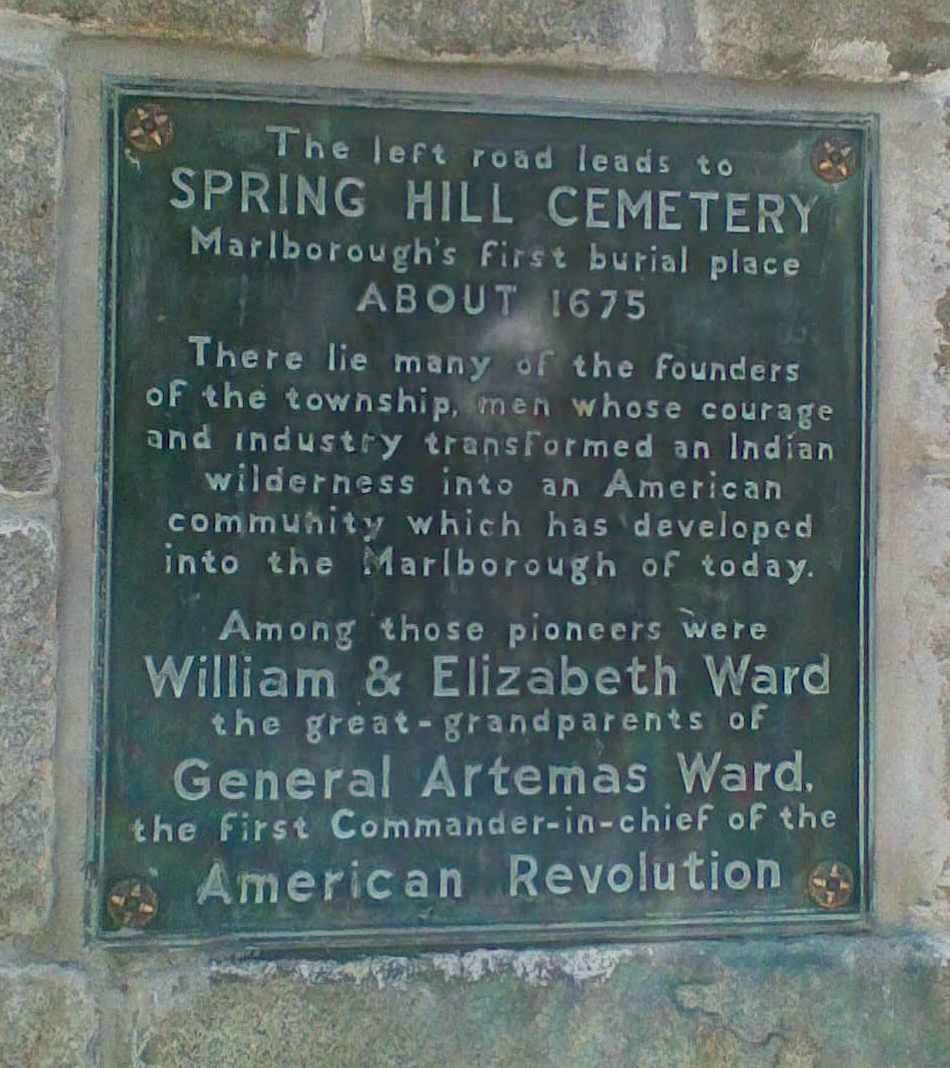 The left road leads to
SPRING HILL CEMETERY
Marlborough's first burial place
ABOUT 1675
There lie many of the founders
of the township, men whose courage
and industry transformed an Indian
wilderness into an American
community which has developed
into the Marlborough of today.
Among those pioneers were
William & Elizabeth Ward
the great-grandparents of
General Artemas Ward,
the first Commander-in-chief of the
American Revolution